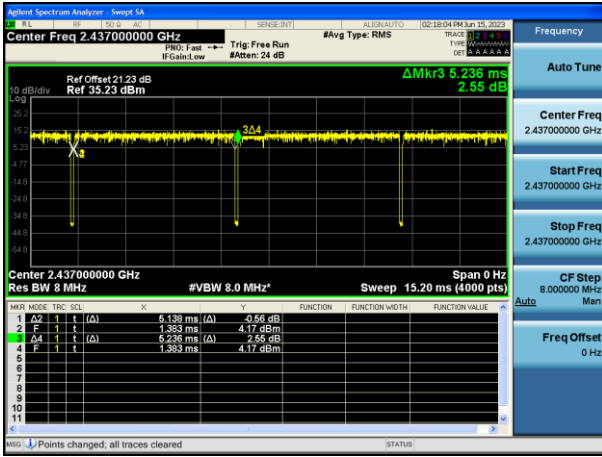 Agilent Spectrum Analyzer - Swept SA
RL RF 50 Ω AC SENSE:INT ALIGNAUTO 02:18:04 PM Jun 15, 2023
Center Freq 2.437000000 GHz #Avg Type: RMS TRACE 1 2 3 4 5 6
PNO: Fast Trig: Free Run TYPE
IFGain:Low #Atten: 24 dB DET A A A A A A
Frequency
Auto Tune
Ref Offset 21.23 dB ΔMkr3 5.236 ms
10 dB/div Ref 35.23 dBm 2.55 dB
Log
25.2
15.2
5.23
-4.77
-14.8
-24.8
-34.8
-44.8
-54.8
3Δ4
Center Freq
2.437000000 GHz
Start Freq
2.437000000 GHz
Stop Freq
2.437000000 GHz
Center 2.437000000 GHz Span 0 Hz
Res BW 8 MHz #VBW 8.0 MHz* Sweep 15.20 ms (4000 pts)
CF Step
8.000000 MHz
Auto Man
Freq Offset
0 Hz
MKR MODE TRC SCL X Y FUNCTION FUNCTION WIDTH FUNCTION VALUE
1 Δ2 1 t (Δ) 5.138 ms (Δ) -0.56 dB
2 F 1 t 1.383 ms 4.17 dBm
3 Δ4 1 t (Δ) 5.236 ms (Δ) 2.55 dB
4 F 1 t 1.383 ms 4.17 dBm
5
6
7
8
9
10
11
MSG Points changed; all traces cleared STATUS